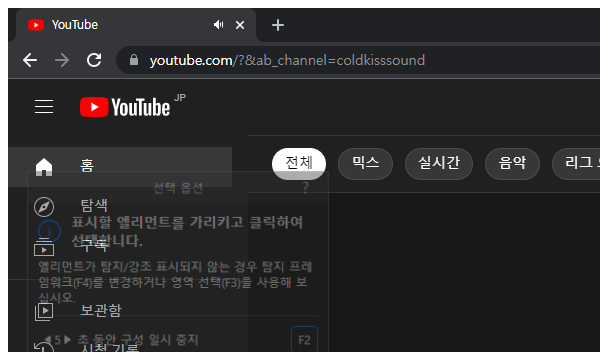 YouTube
youtube.com/?&ab_channel=coldkisssound
YouTube JP
전체 믹스 실시간 음악 리그
홈
선택 옵션 ?
탐색
표시할 엘리먼트를 가리키고 클릭하여
선택합니다.
구독
엘리먼트가 탐지/강조 표시되지 않는 경우 탐지 프레
임워크(F4)를 변경하거나 영역 선택(F3)을 사용해 보
십시오.
보관함
◀ 5 ▶ 초 동안 구성 일시 중지 F2
시청 기록